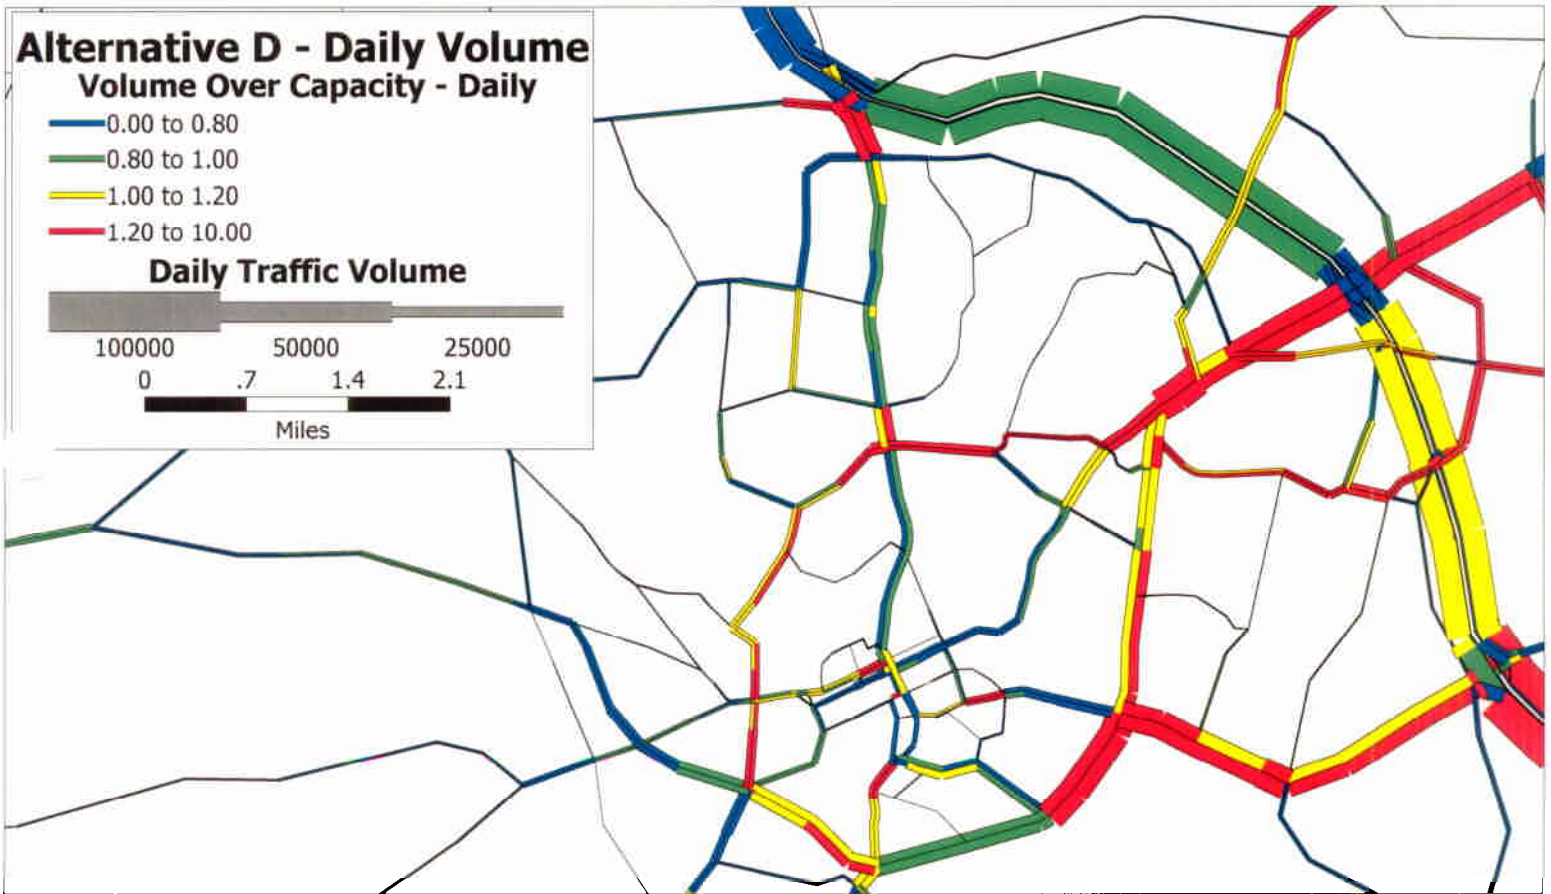 Alternative D - Daily Volume
Volume Over Capacity - Daily
0.00 to 0.80
0.80 to 1.00
1.00 to 1.20
1.20 to 10.00
Daily Traffic Volume
100000 50000 25000
0 .7 1.4 2.1
Miles